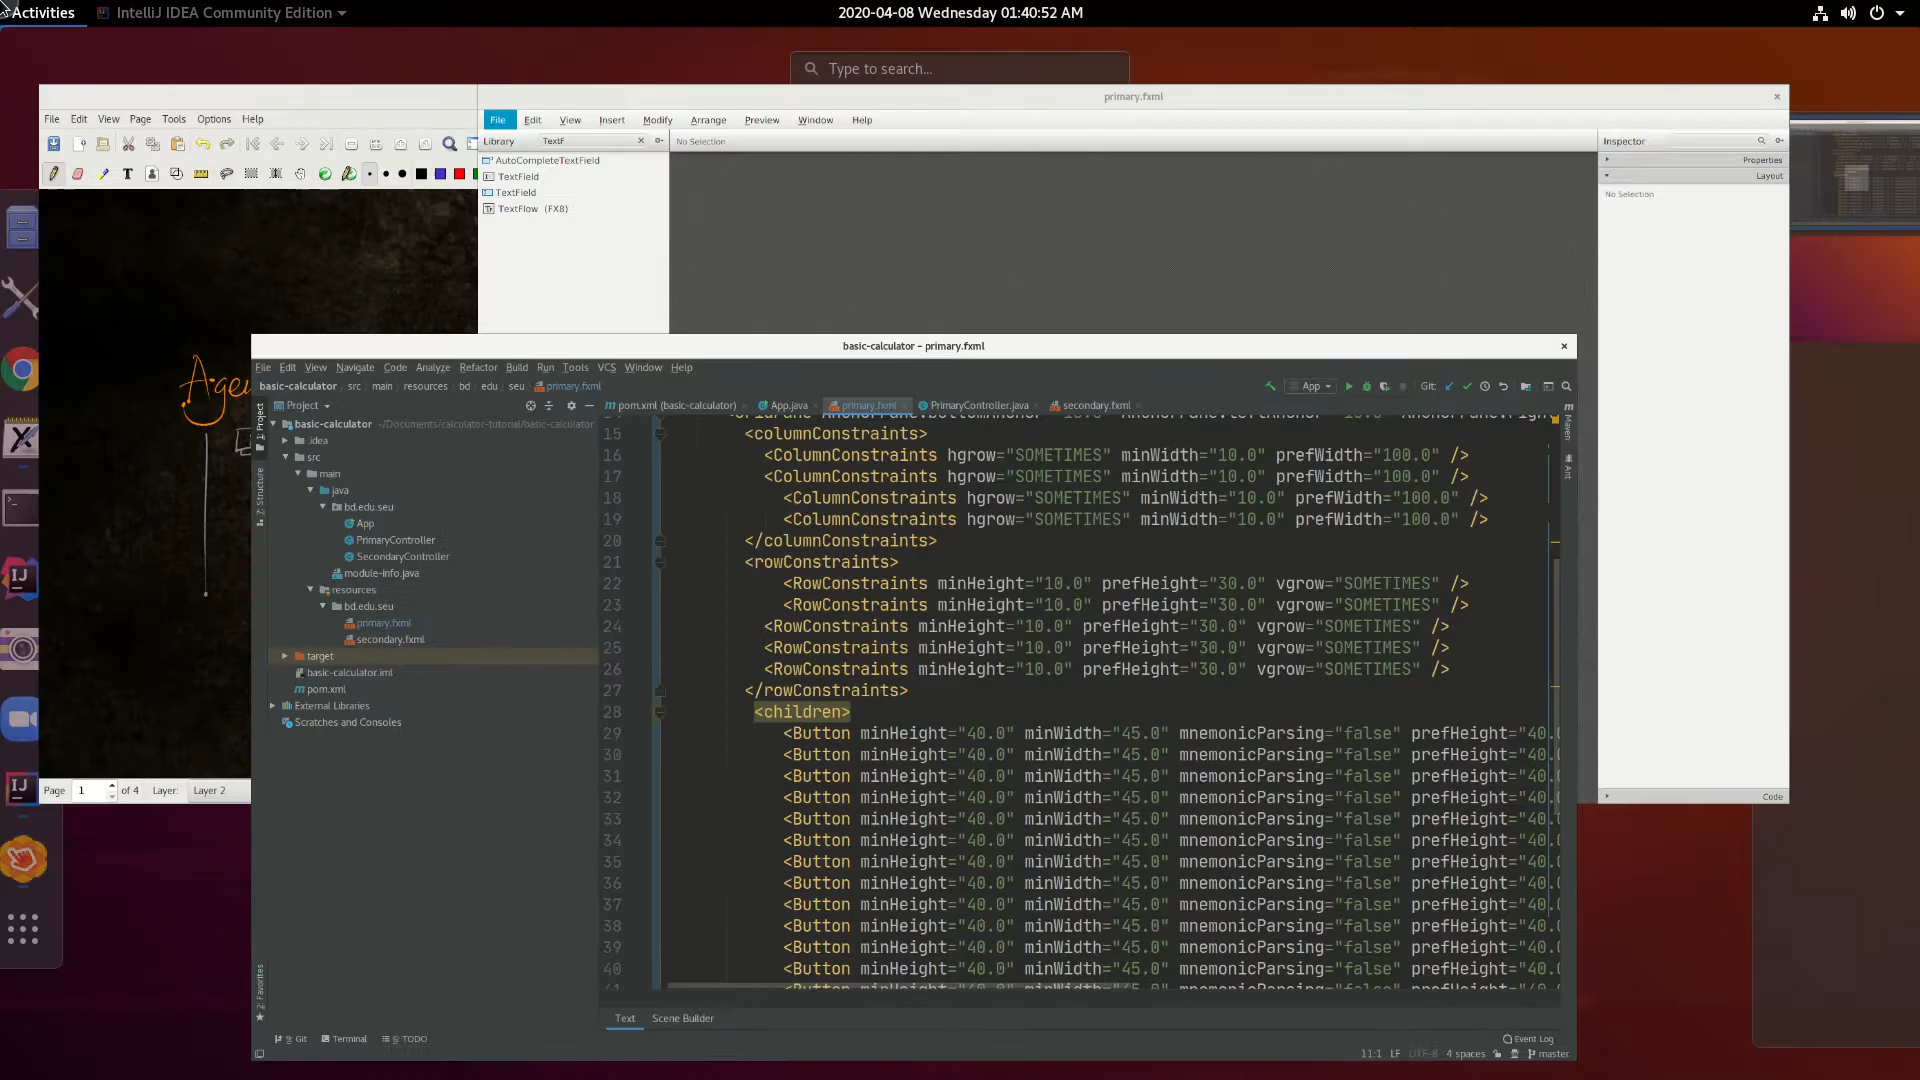 Activities
IntelliJ IDEA Community Edition
2020-04-08 Wednesday 01:40:52 AM
Type to search...
File Edit View Page Tools Options Help
Page 1 of 4 Layer: Layer 2
primary.fxml
File Edit View Insert Modify Arrange Preview Window Help
Library TextF
No Selection
AutoCompleteTextField
TextField
TextField
TextFlow (FX8)
Inspector
Properties
Layout
No Selection
Code
basic-calculator – primary.fxml
File Edit View Navigate Code Analyze Refactor Build Run Tools VCS Window Help
basic-calculator src main resources bd edu seu primary.fxml
App Git:
Project
pom.xml (basic-calculator) App.java primary.fxml PrimaryController.java secondary.fxml
basic-calculator ~/Documents/calculator-tutorial/basic-calculator
.idea
src
main
java
bd.edu.seu
App
PrimaryController
SecondaryController
module-info.java
resources
bd.edu.seu
primary.fxml
secondary.fxml
target
basic-calculator.iml
pom.xml
External Libraries
Scratches and Consoles
1: Project
7: Structure
2: Favorites
Maven
Ant
15 <columnConstraints>
16 <ColumnConstraints hgrow="SOMETIMES" minWidth="10.0" prefWidth="100.0" />
17 <ColumnConstraints hgrow="SOMETIMES" minWidth="10.0" prefWidth="100.0" />
18 <ColumnConstraints hgrow="SOMETIMES" minWidth="10.0" prefWidth="100.0" />
19 <ColumnConstraints hgrow="SOMETIMES" minWidth="10.0" prefWidth="100.0" />
20 </columnConstraints>
21 <rowConstraints>
22 <RowConstraints minHeight="10.0" prefHeight="30.0" vgrow="SOMETIMES" />
23 <RowConstraints minHeight="10.0" prefHeight="30.0" vgrow="SOMETIMES" />
24 <RowConstraints minHeight="10.0" prefHeight="30.0" vgrow="SOMETIMES" />
25 <RowConstraints minHeight="10.0" prefHeight="30.0" vgrow="SOMETIMES" />
26 <RowConstraints minHeight="10.0" prefHeight="30.0" vgrow="SOMETIMES" />
27 </rowConstraints>
28 <children>
29 <Button minHeight="40.0" minWidth="45.0" mnemonicParsing="false" prefHeight="40.
30 <Button minHeight="40.0" minWidth="45.0" mnemonicParsing="false" prefHeight="40.
31 <Button minHeight="40.0" minWidth="45.0" mnemonicParsing="false" prefHeight="40.
32 <Button minHeight="40.0" minWidth="45.0" mnemonicParsing="false" prefHeight="40.
33 <Button minHeight="40.0" minWidth="45.0" mnemonicParsing="false" prefHeight="40.
34 <Button minHeight="40.0" minWidth="45.0" mnemonicParsing="false" prefHeight="40.
35 <Button minHeight="40.0" minWidth="45.0" mnemonicParsing="false" prefHeight="40.
36 <Button minHeight="40.0" minWidth="45.0" mnemonicParsing="false" prefHeight="40.
37 <Button minHeight="40.0" minWidth="45.0" mnemonicParsing="false" prefHeight="40.
38 <Button minHeight="40.0" minWidth="45.0" mnemonicParsing="false" prefHeight="40.
39 <Button minHeight="40.0" minWidth="45.0" mnemonicParsing="false" prefHeight="40.
40 <Button minHeight="40.0" minWidth="45.0" mnemonicParsing="false" prefHeight="40.
Text Scene Builder
9: Git Terminal 6: TODO
Event Log
11:1 LF UTF-8 4 spaces master